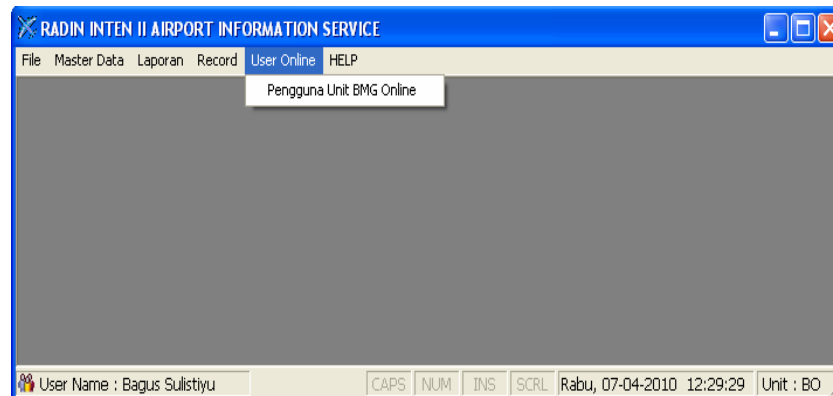 RADIN INTEN II AIRPORT INFORMATION SERVICE
File Master Data Laporan Record User Online HELP
Pengguna Unit BMG Online
User Name : Bagus Sulistiyu CAPS NUM INS SCRL Rabu, 07-04-2010 12:29:29 Unit : BO